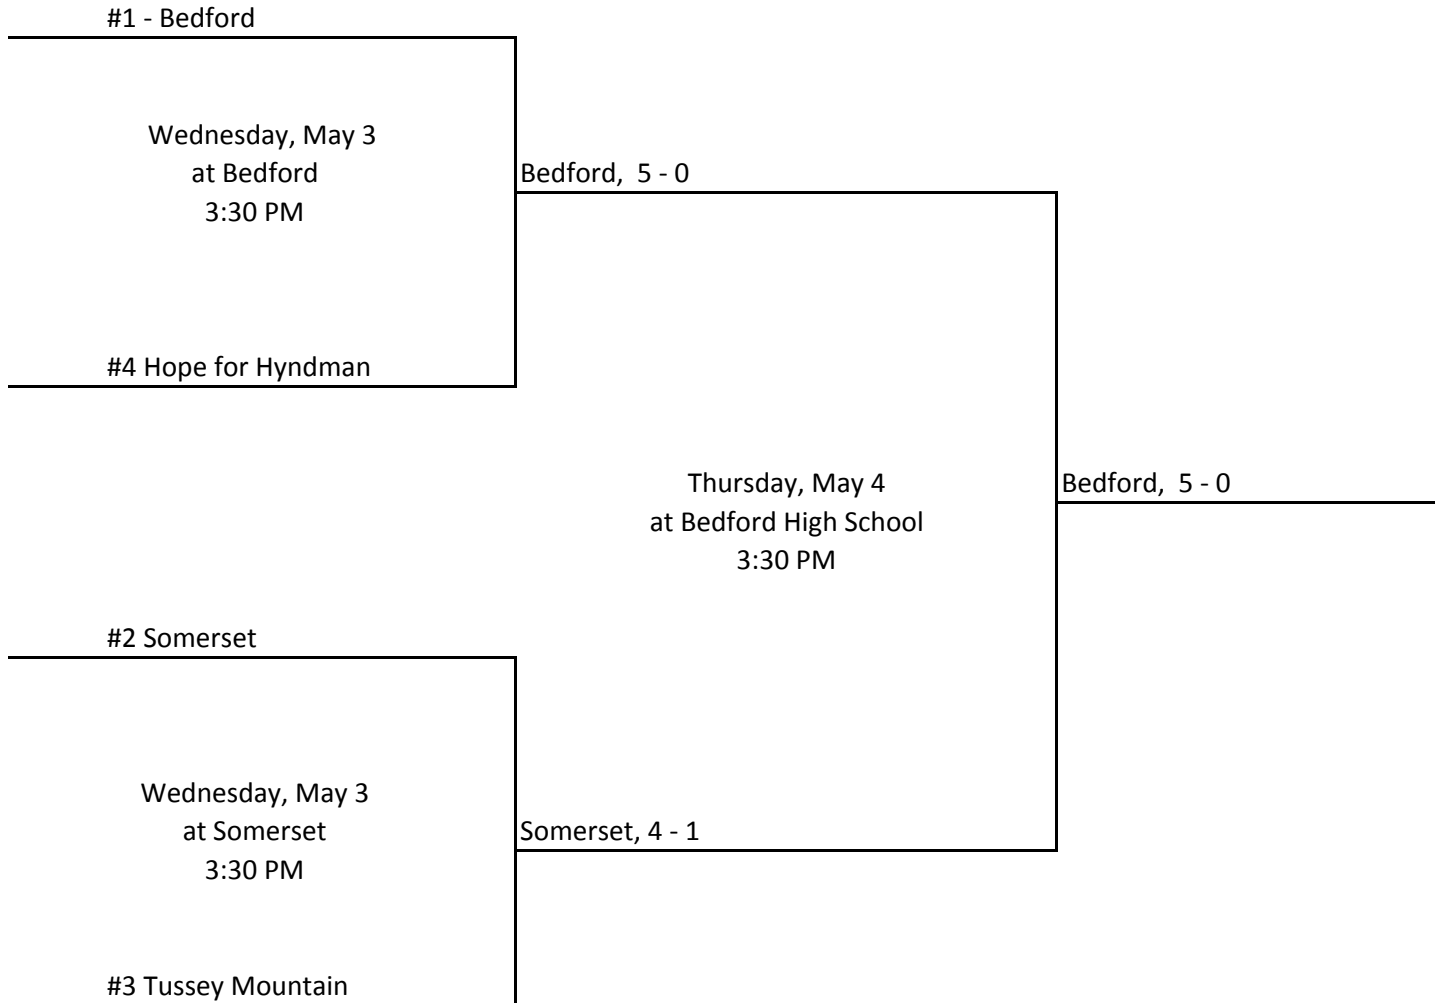 #1 - Bedford
Wednesday, May 3
at Bedford
3:30 PM
Bedford,  5 - 0
#4 Hope for Hyndman
Thursday, May 4
at Bedford High School
3:30 PM
Bedford,  5 - 0
#2 Somerset
Wednesday, May 3
at Somerset
3:30 PM
Somerset, 4 - 1
#3 Tussey Mountain